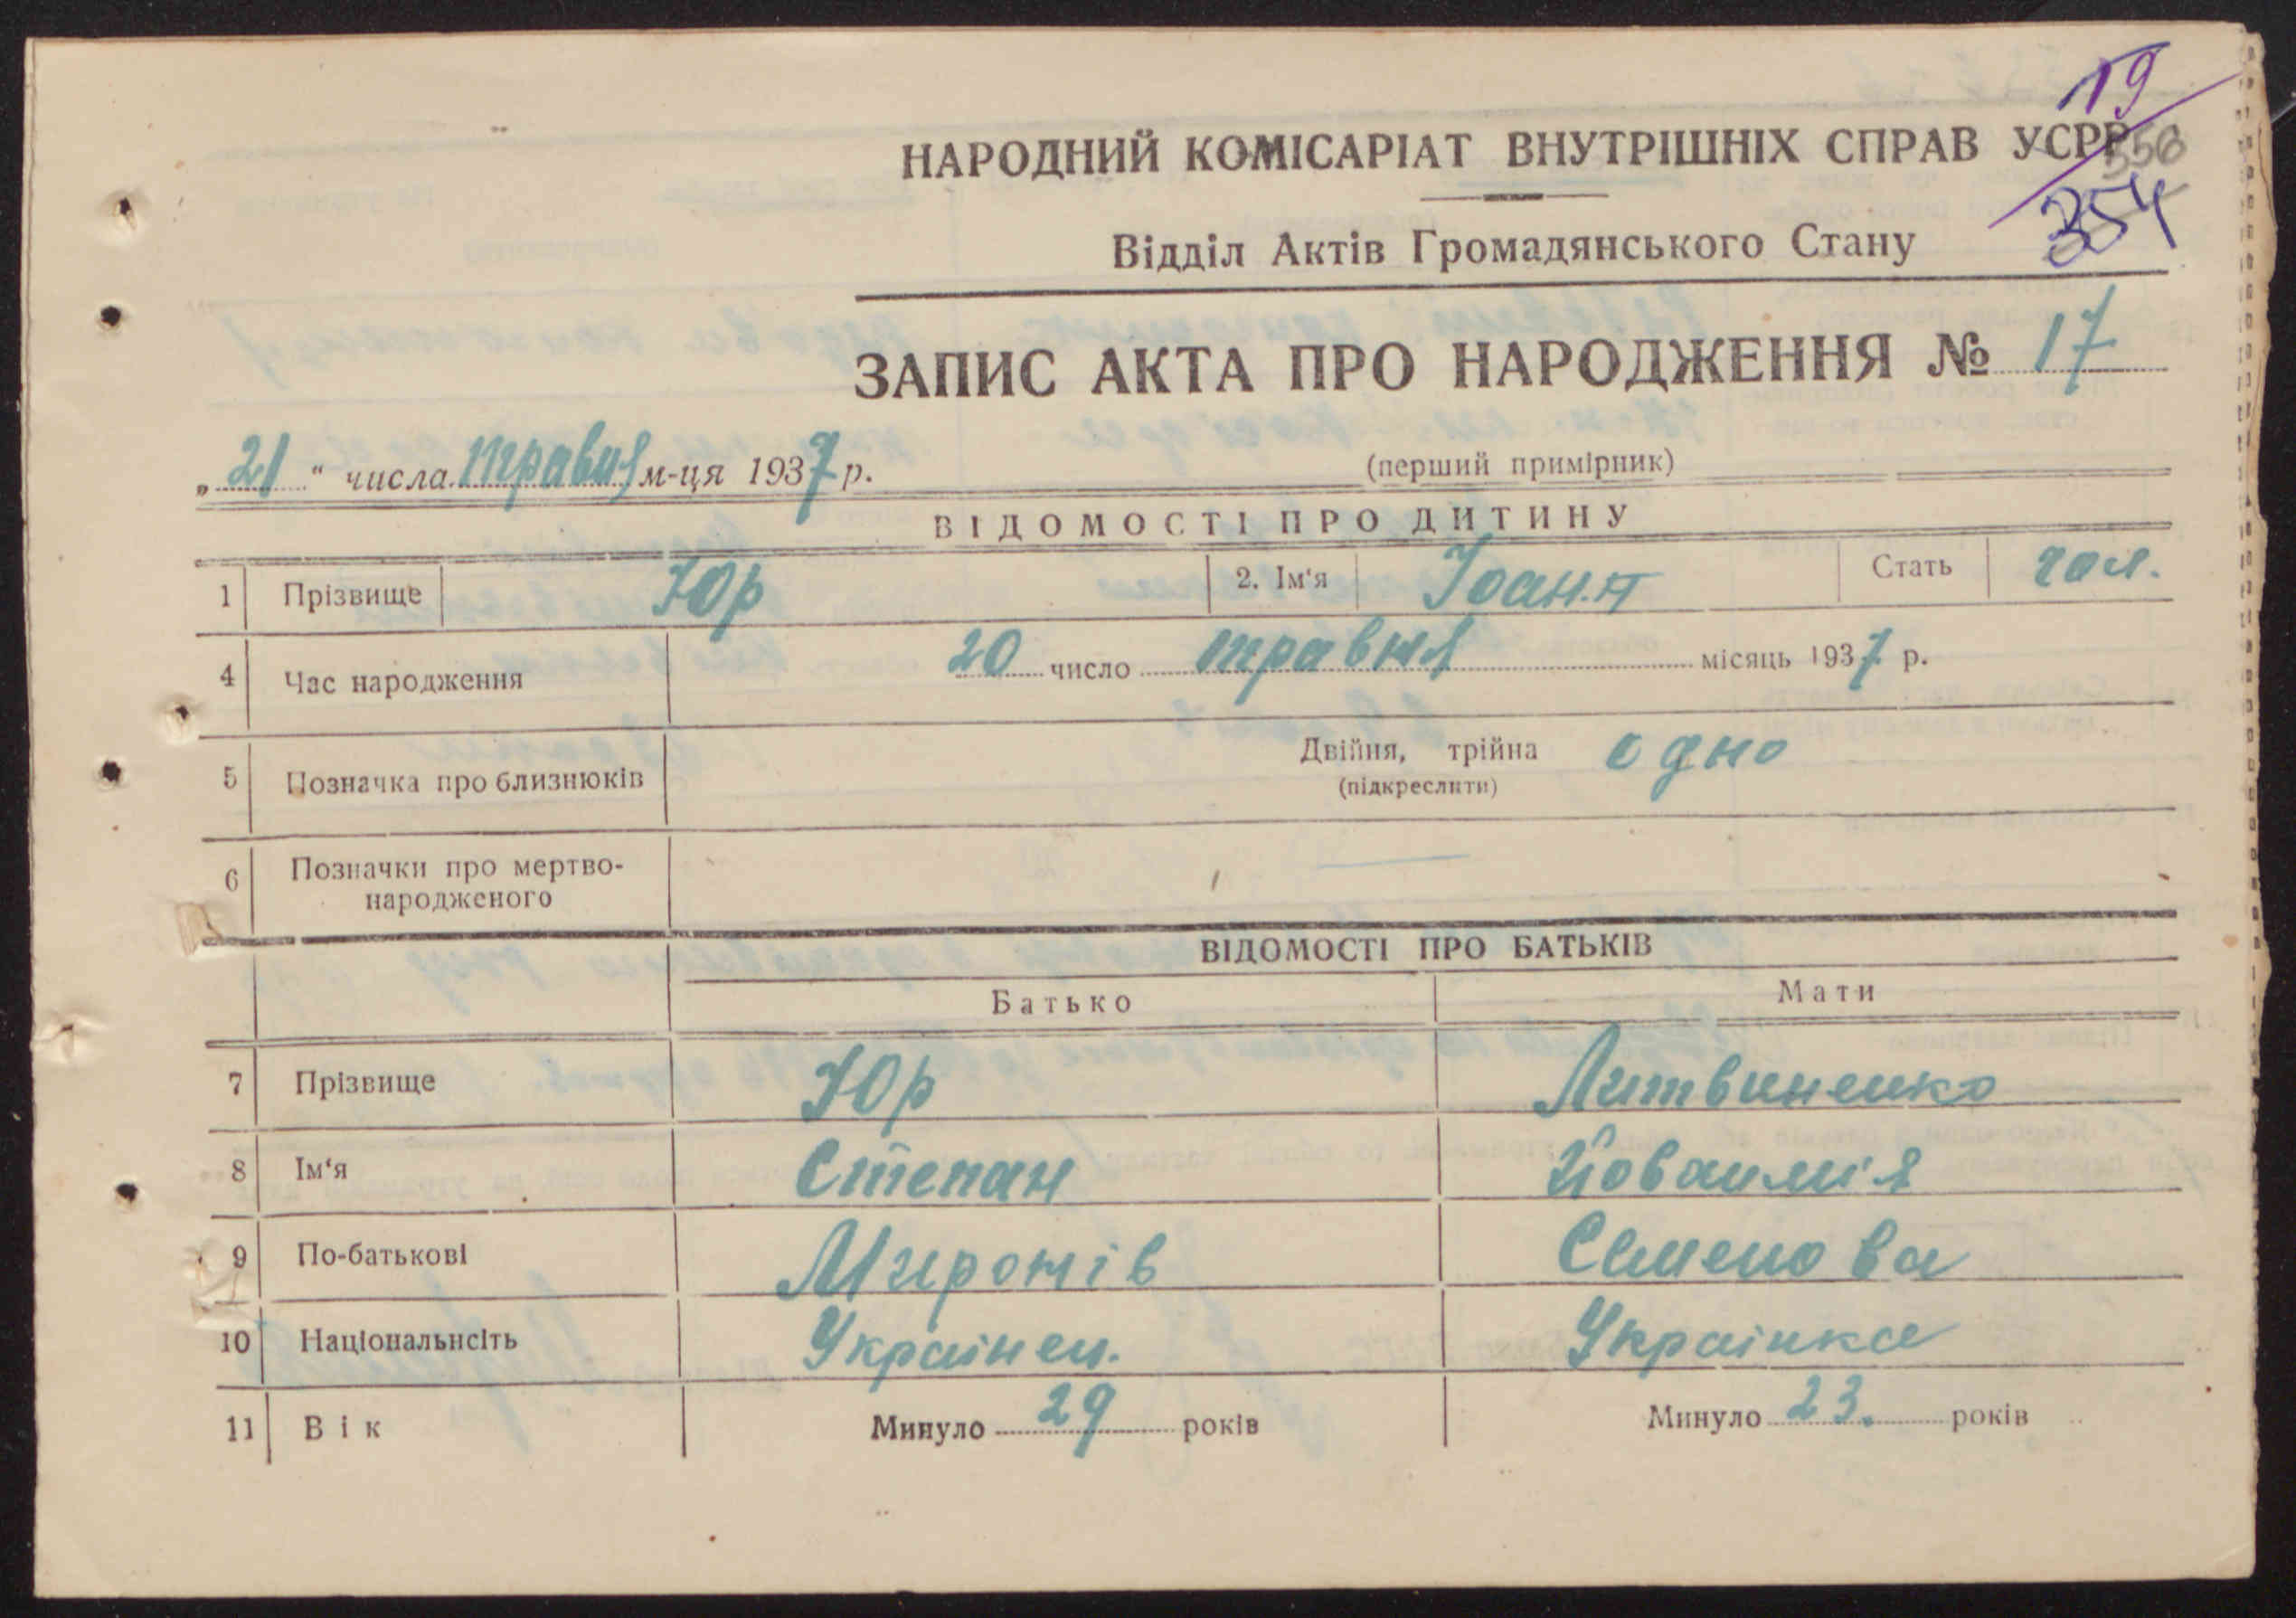 19
НАРОДНИЙ КОМІСАРІАТ ВНУТРІШНІХ СПРАВ УСРР
356
354
Відділ Актів Громадянського Стану
ЗАПИС АКТА ПРО НАРОДЖЕННЯ № 17
„ 21 “ числа травня м-ця 1937 р.
(перший примірник)
ВІДОМОСТІ ПРО ДИТИНУ
1 Прізвище Юр 2. Ім'я Іоан Стать чол.
4 Час народження 20 число травня місяць 1937 р.
5 Позначка про близнюків Двійня, трійна одно
(підкреслити)
6 Позначки про мертво-
народженого
ВІДОМОСТІ ПРО БАТЬКІВ
Батько Мати
7 Прізвище Юр Литвиненко
8 Ім'я Степан
9 По-батькові Миронів Семенова
10 Національність Украінец. Украінка
11 Вік Минуло 29 років Минуло 23. років